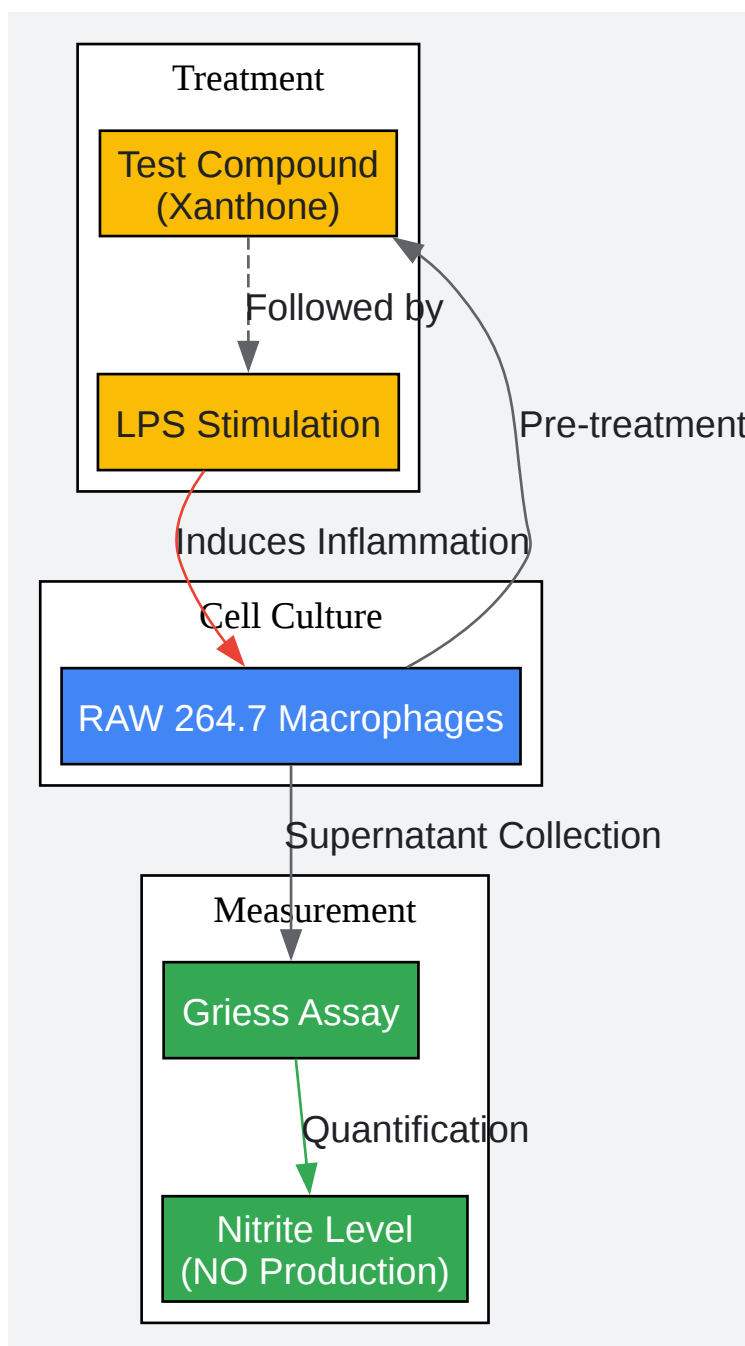 Treatment
Test Compound
(Xanthone)
Followed by
LPS Stimulation
Pre-treatment
Induces Inflammation
Cell Culture
RAW 264.7 Macrophages
Supernatant Collection
Measurement
Griess Assay
Quantification
Nitrite Level
(NO Production)